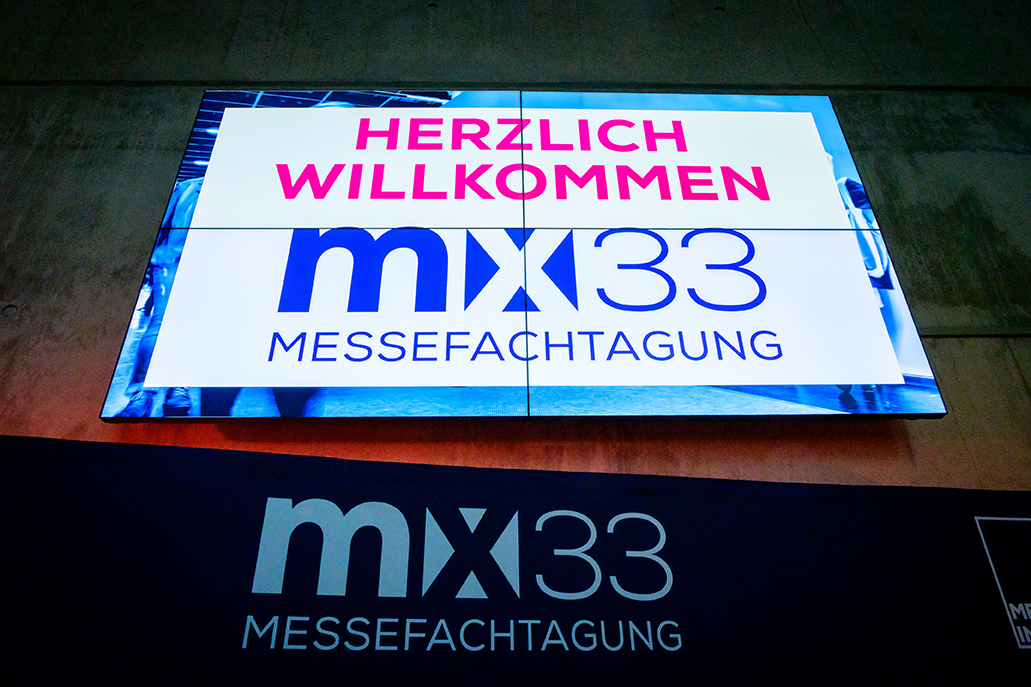 HERZLICH
WILLKOMMEN
mx33
MESSEFACHTAGUNG
mx33
MESSEFACHTAGUNG